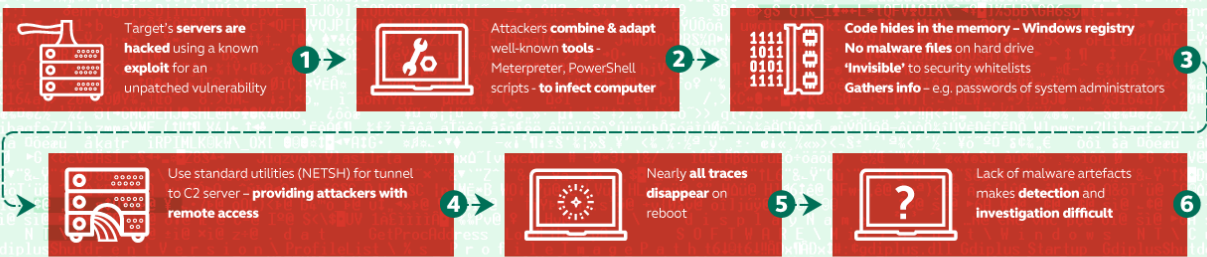 Target's servers are
hacked using a known
exploit for an
unpatched vulnerability
1
Attackers combine & adapt
well-known tools -
Meterpreter, PowerShell
scripts - to infect computer
2
1111
1011
0101
1111
Code hides in the memory – Windows registry
No malware files on hard drive
'Invisible' to security whitelists
Gathers info – e.g. passwords of system administrators
3
Use standard utilities (NETSH) for tunnel
to C2 server – providing attackers with
remote access
4
Nearly all traces
disappear on
reboot
5
?
Lack of malware artefacts
makes detection and
investigation difficult
6